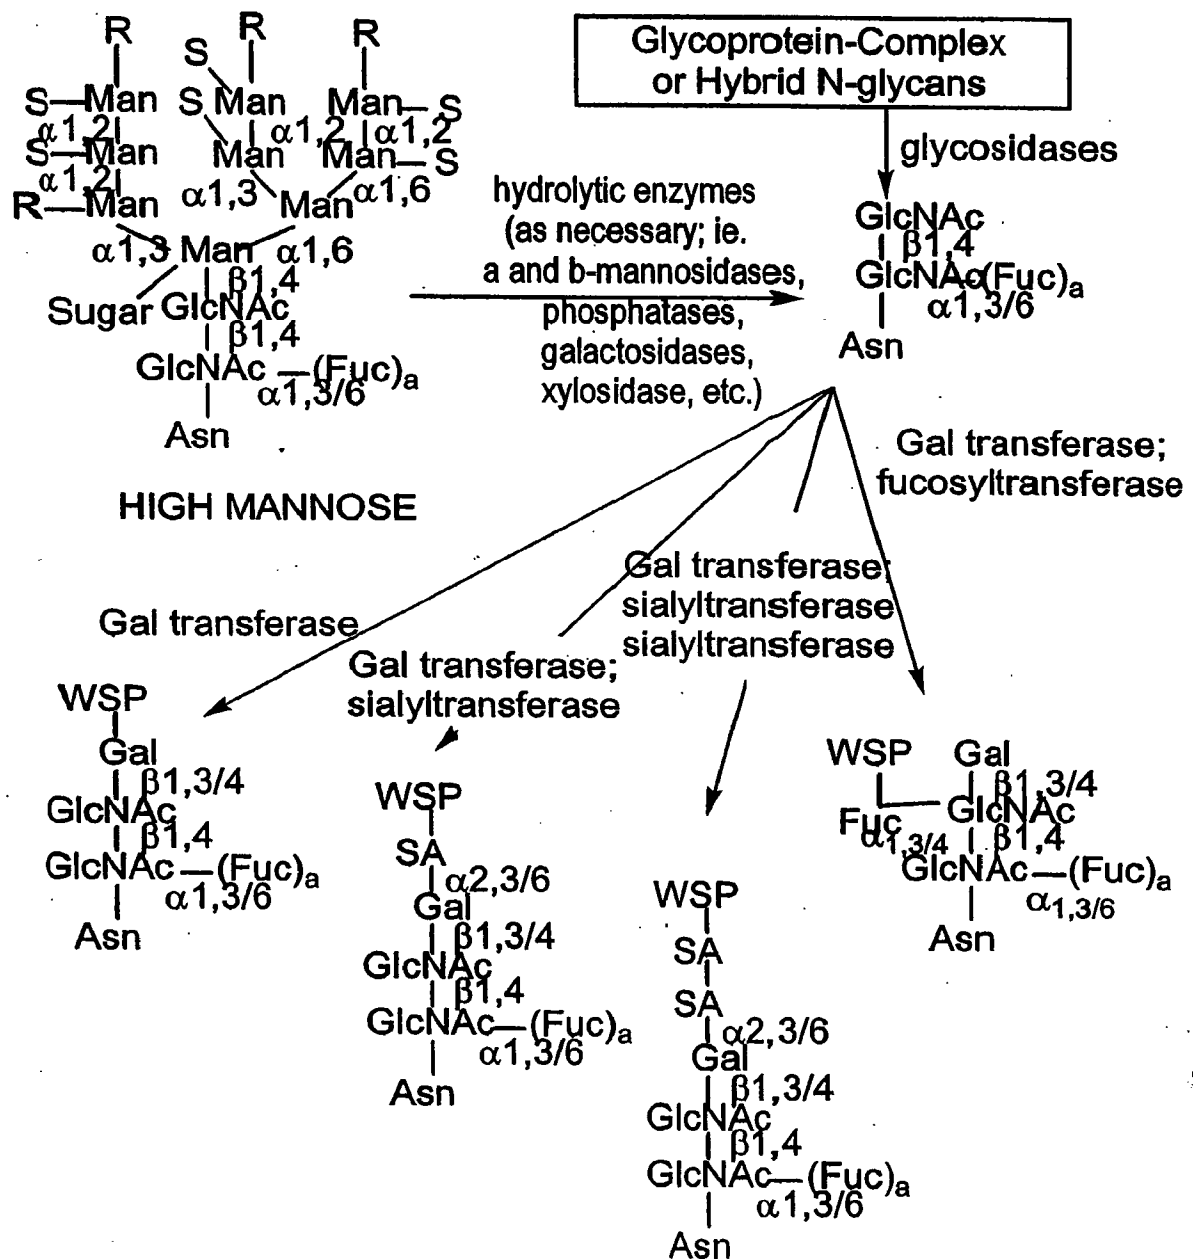 R R R
S
S—Man S Man Man—S
α1,2 α1,2 α1,2
S—Man Man Man—S
α1,2 α1,3 α1,6
R—Man Man
α1,3 Man α1,6
β1,4
Sugar GlcNAc
β1,4
GlcNAc—(Fuc)a
α1,3/6
Asn
HIGH MANNOSE
hydrolytic enzymes
(as necessary; ie.
a and b-mannosidases,
phosphatases,
galactosidases,
xylosidase, etc.)
Glycoprotein-Complex
or Hybrid N-glycans
glycosidases
GlcNAc
β1,4
GlcNAc(Fuc)a
α1,3/6
Asn
Gal transferase;
fucosyltransferase
Gal transferase;
sialyltransferase
sialyltransferase
Gal transferase
Gal transferase;
sialyltransferase
WSP
Gal
β1,3/4
GlcNAc
β1,4
GlcNAc—(Fuc)a
α1,3/6
Asn
WSP
SA
α2,3/6
Gal
β1,3/4
GlcNAc
β1,4
GlcNAc—(Fuc)a
α1,3/6
Asn
WSP
SA
SA
α2,3/6
Gal
β1,3/4
GlcNAc
β1,4
GlcNAc—(Fuc)a
α1,3/6
Asn
WSP Gal
β1,3/4
Fuc GlcNAc
α1,3/4 β1,4
GlcNAc—(Fuc)a
α1,3/6
Asn